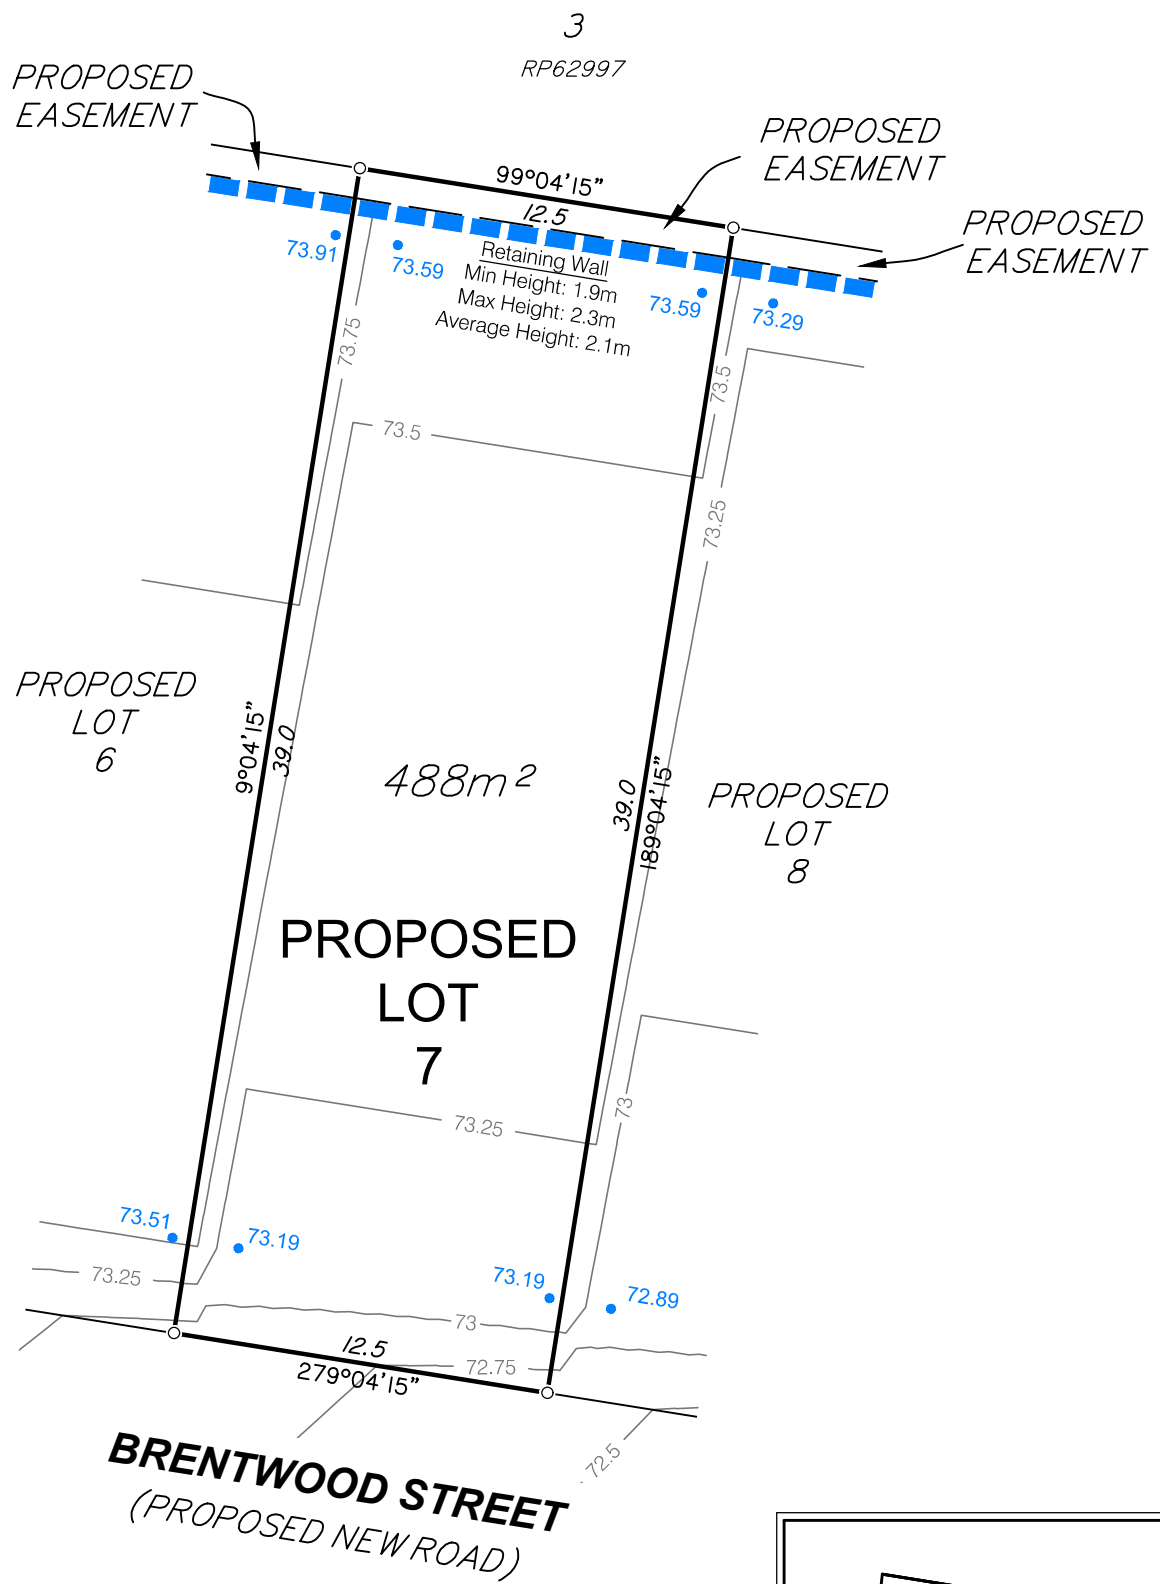 3
RP62997
PROPOSED
EASEMENT
PROPOSED
EASEMENT
PROPOSED
EASEMENT
99°04'15"
12.5
73.91
73.59
Retaining Wall
Min Height: 1.9m
Max Height: 2.3m
Average Height: 2.1m
73.59
73.29
73.75
73.5
73.5
73.25
PROPOSED
LOT
6
9°04'15"
39.0
488m²
39.0
189°04'15"
PROPOSED
LOT
8
PROPOSED
LOT
7
73.25
73
73.51
73.19
73.25
73.19
72.89
73
12.5
279°04'15"
72.75
72.5
BRENTWOOD STREET
(PROPOSED NEW ROAD)